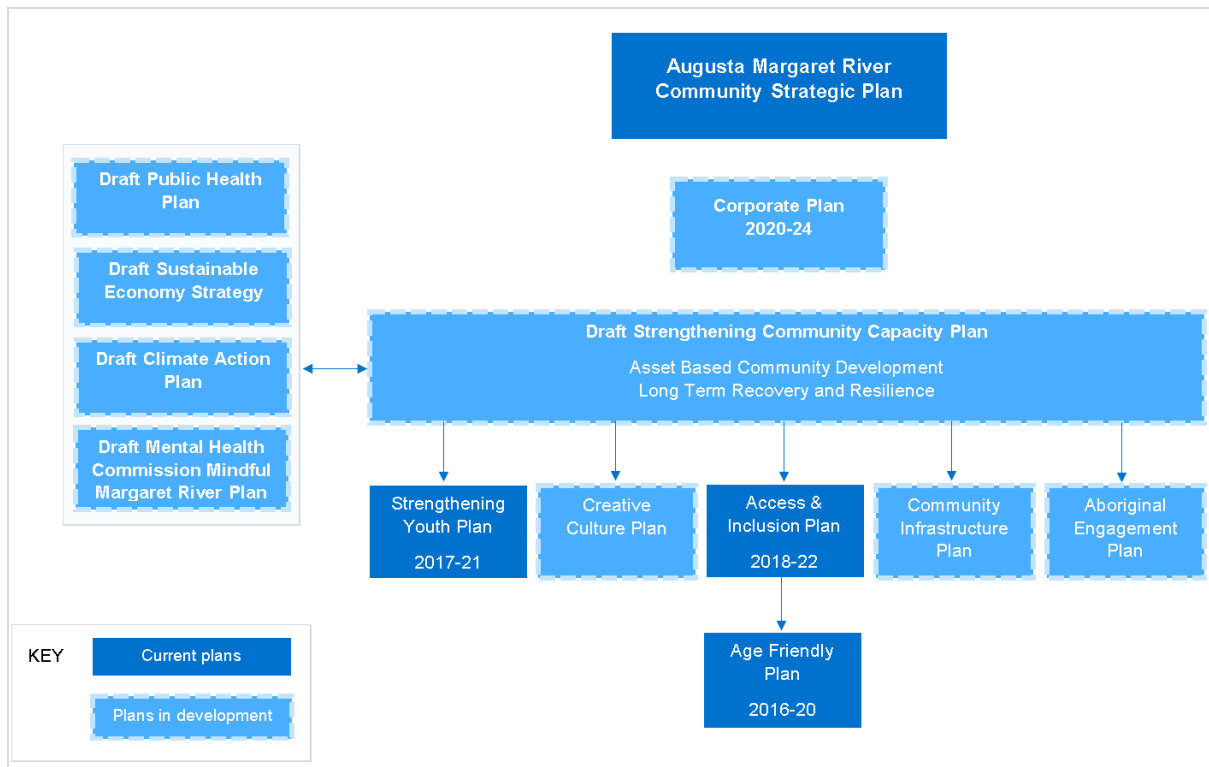 Augusta Margaret River
Community Strategic Plan
Corporate Plan
2020-24
Draft Public Health
Plan
Draft Sustainable
Economy Strategy
Draft Climate Action
Plan
Draft Mental Health
Commission Mindful
Margaret River Plan
Draft Strengthening Community Capacity Plan
Asset Based Community Development
Long Term Recovery and Resilience
Strengthening
Youth Plan
2017-21
Creative
Culture Plan
Access &
Inclusion Plan
2018-22
Community
Infrastructure
Plan
Aboriginal
Engagement
Plan
Age Friendly
Plan
2016-20
KEY
Current plans
Plans in development